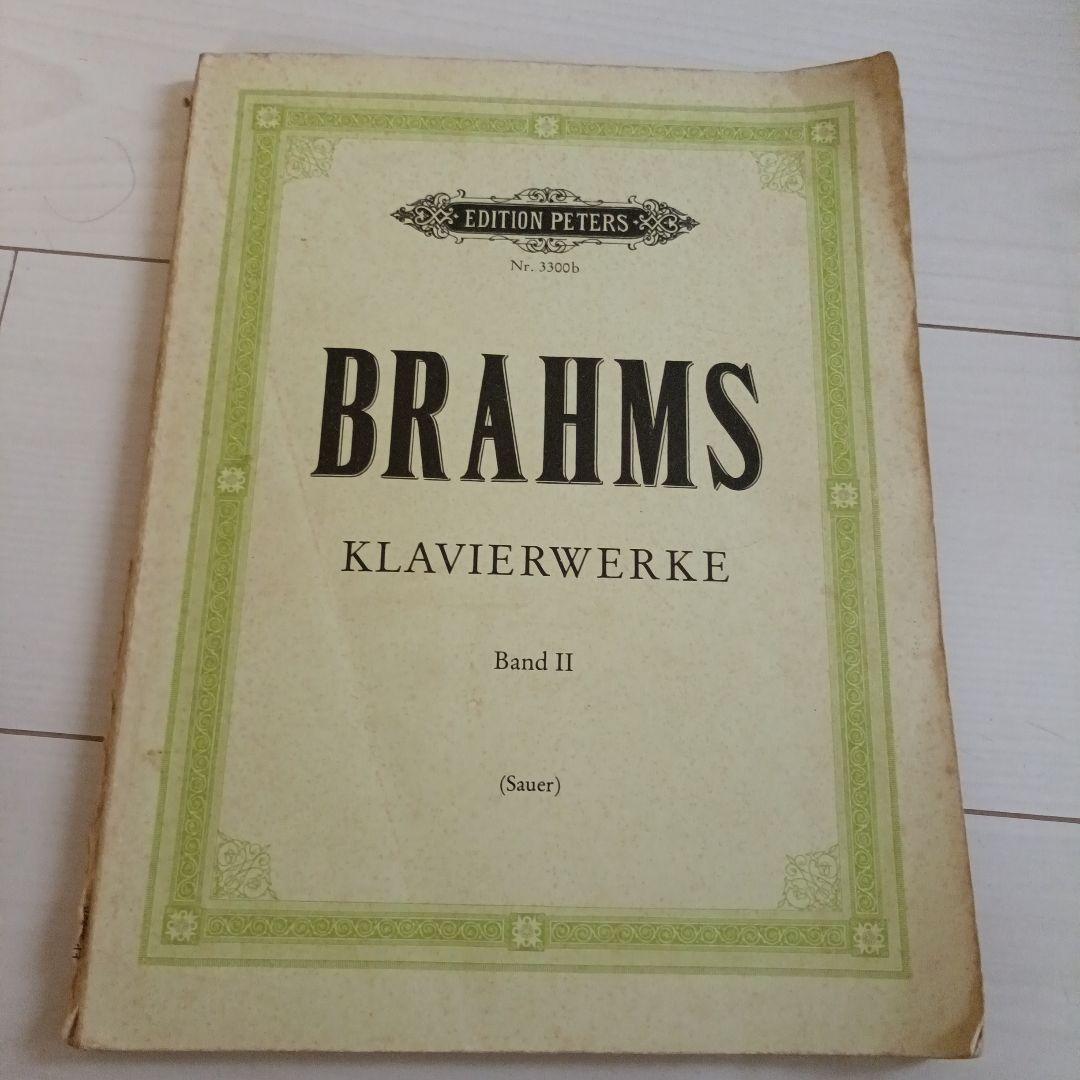 EDITION PETERS
Nr. 3300b
BRAHMS
KLAVIERWERKE
Band II
(Sauer)